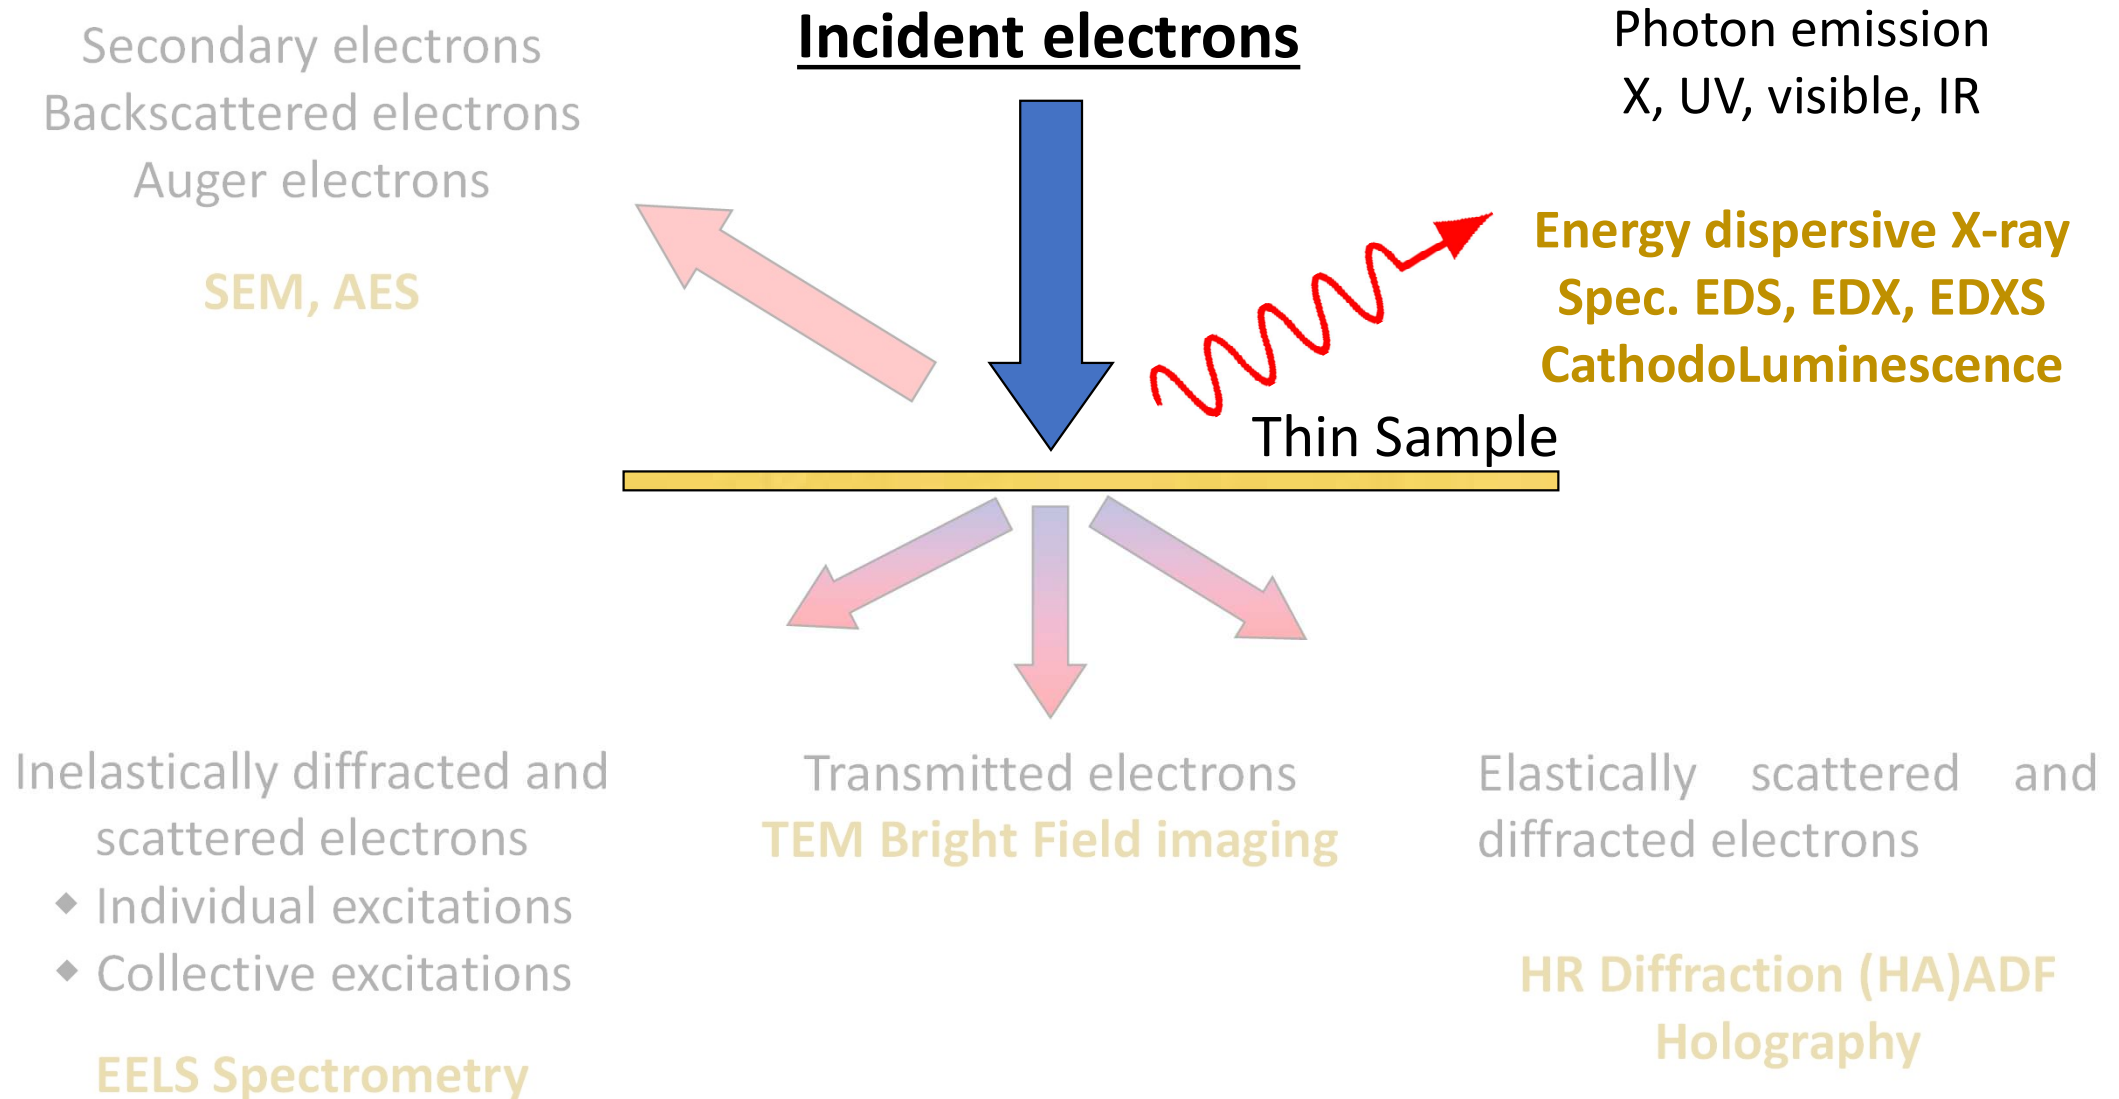 Secondary electrons
Backscattered electrons
Auger electrons
SEM, AES
Incident electrons
Photon emission
X, UV, visible, IR
Energy dispersive X-ray
Spec. EDS, EDX, EDXS
CathodoLuminescence
Thin Sample
Inelastically diffracted and
scattered electrons
◆ Individual excitations
◆ Collective excitations
EELS Spectrometry
Transmitted electrons
TEM Bright Field imaging
Elastically scattered and
diffracted electrons
HR Diffraction (HA)ADF
Holography